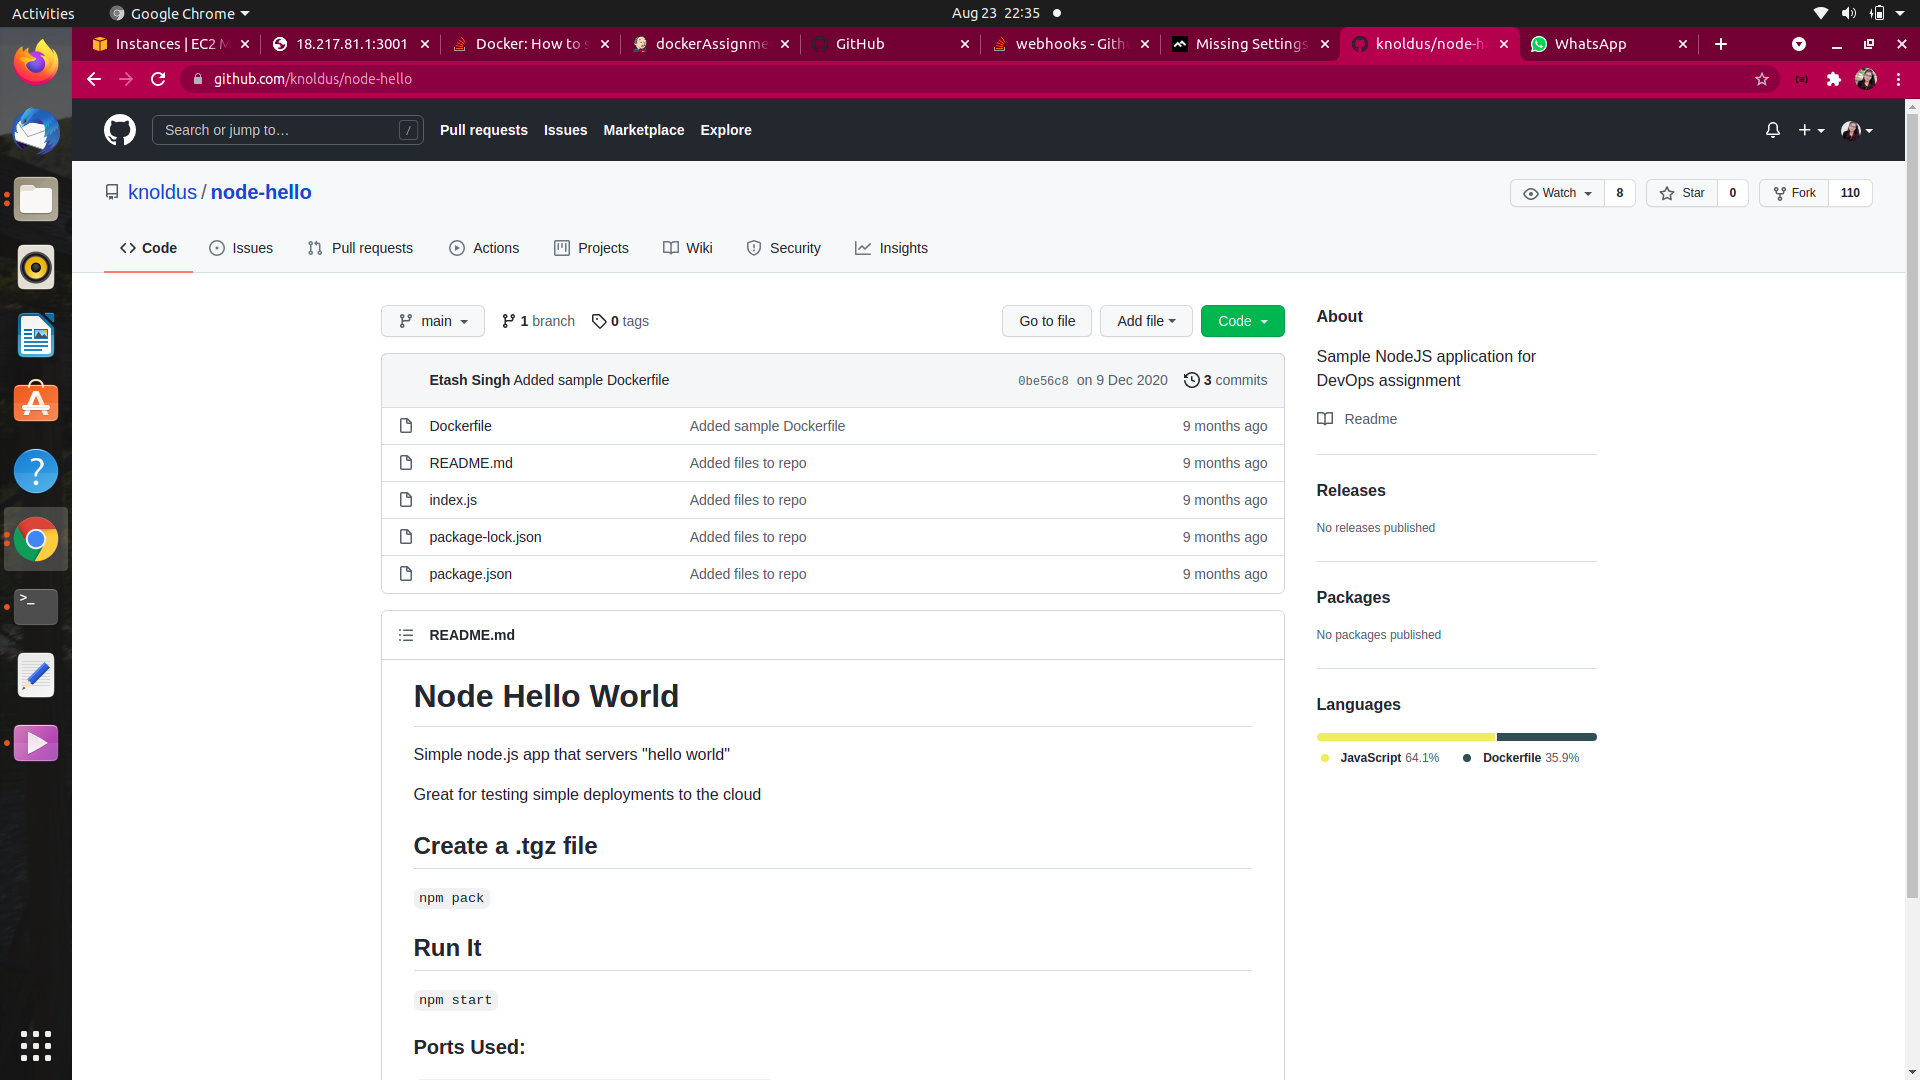 Activities Google Chrome Aug 23 22:35
Instances | EC2 M 18.217.81.1:3001 Docker: How to s dockerAssignme GitHub webhooks - Gith Missing Settings knoldus/node-h WhatsApp
github.com/knoldus/node-hello
Search or jump to… / Pull requests Issues Marketplace Explore
knoldus / node-hello Watch 8 Star 0 Fork 110
Code Issues Pull requests Actions Projects Wiki Security Insights
main 1 branch 0 tags Go to file Add file Code
Etash Singh Added sample Dockerfile 0be56c8 on 9 Dec 2020 3 commits
Dockerfile Added sample Dockerfile 9 months ago
README.md Added files to repo 9 months ago
index.js Added files to repo 9 months ago
package-lock.json Added files to repo 9 months ago
package.json Added files to repo 9 months ago
README.md
Node Hello World
Simple node.js app that servers "hello world"
Great for testing simple deployments to the cloud
Create a .tgz file
npm pack
Run It
npm start
Ports Used:
About
Sample NodeJS application for
DevOps assignment
Readme
Releases
No releases published
Packages
No packages published
Languages
JavaScript 64.1% Dockerfile 35.9%